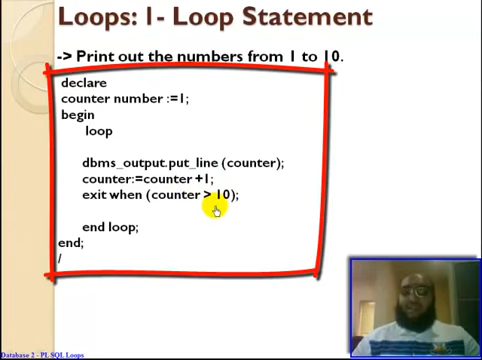 Loops: 1- Loop Statement
-> Print out the numbers from 1 to 10.
declare
counter number :=1;
begin
loop
dbms_output.put_line (counter);
counter:=counter +1;
exit when (counter > 10);
end loop;
end;
/
Database 2 - PL SQL Loops